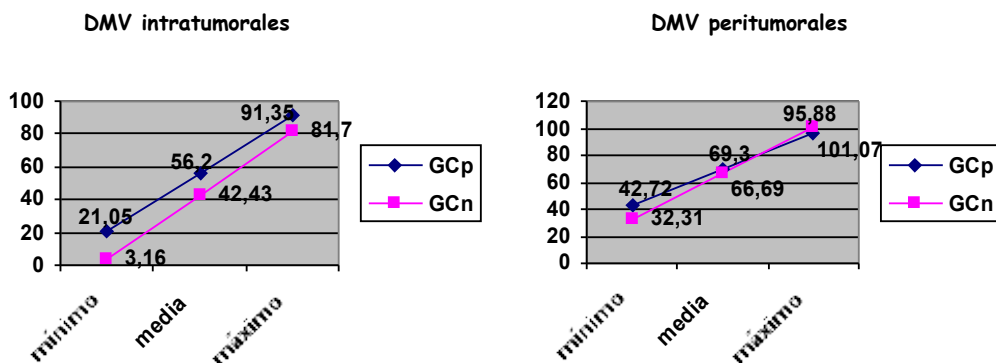 DMV intratumorales
100
80
60
40
20
0
91,35
81,7
56,2
42,43
21,05
3,16
mínimo
media
máximo
GCp
GCn
DMV peritumorales
120
100
80
60
40
20
0
95,88
101,07
69,3
66,69
42,72
32,31
mínimo
media
máximo
GCp
GCn